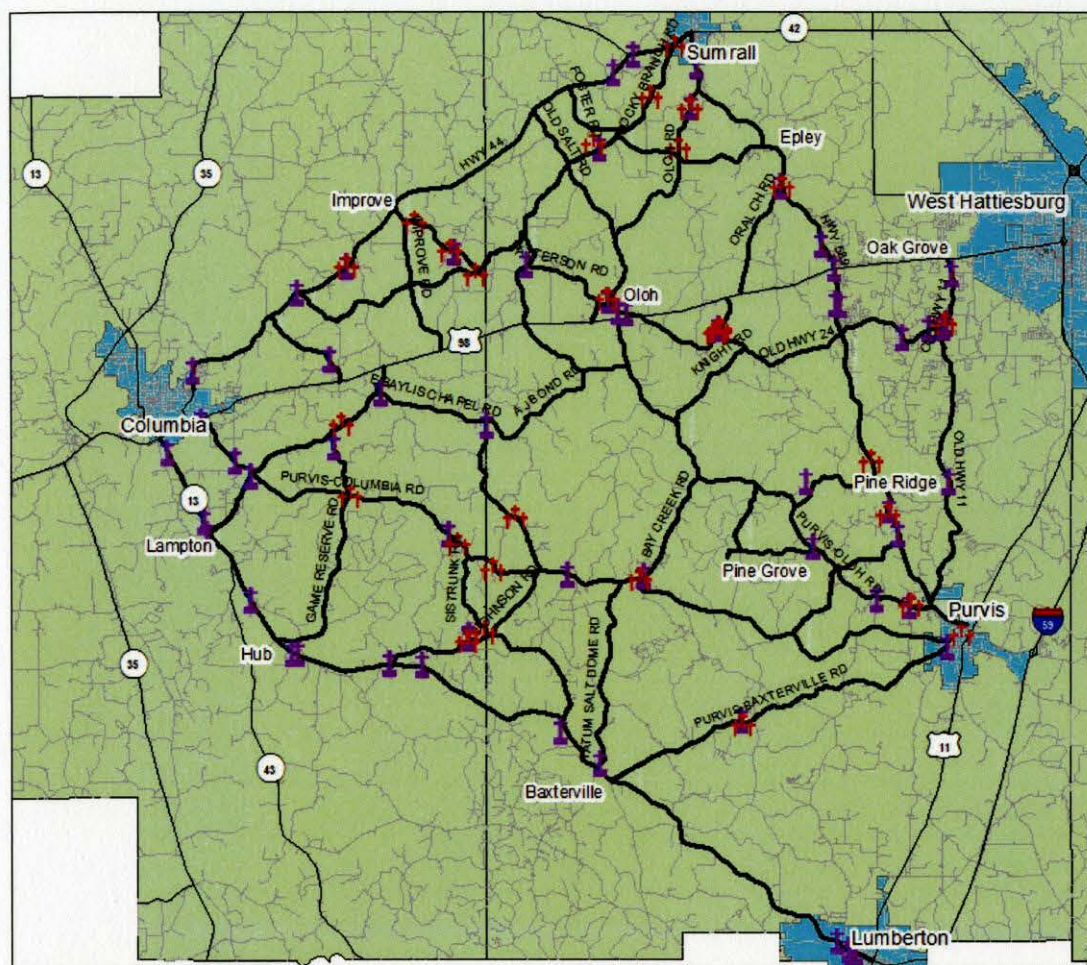 42
Sumrall
FOSTER
ROCKY BRANCH RD
OLD SALT RD
OLOH RD
Epley
HWY 44
13
35
Improve
IMPROVE RD
ORAL CH RD
HWY 589
West Hattiesburg
Oak Grove
JEFFERSON RD
Oloh
98
KNIGHT RD
OLD HWY 24
OLD HWY 11
E BAYLIS CHAPEL RD
A J BOND RD
Columbia
PURVIS-COLUMBIA RD
13
Lampton
GAME RESERVE RD
SISTRUNK RD
JOHNSON RD
BAY CREEK RD
Pine Ridge
PURVIS-OLOH RD
Pine Grove
Purvis
59
Hub
35
43
TATUM SALT DOME RD
PURVIS BAXTERVILLE RD
11
Baxterville
Lumberton